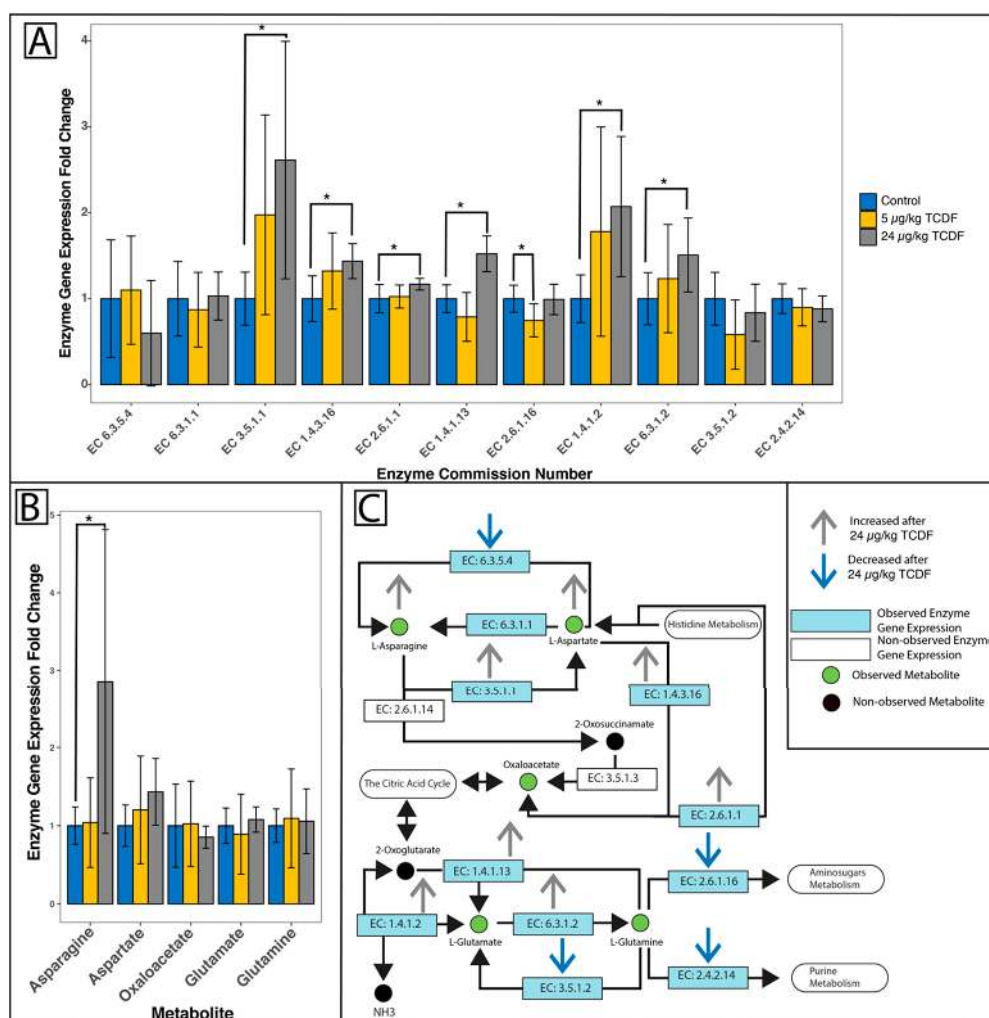 A
Enzyme Gene Expression Fold Change
4
3
2
1
0
*
*
*
*
*
*
*
EC 6.3.5.4
EC 6.3.1.1
EC 3.5.1.1
EC 1.4.3.16
EC 2.6.1.1
EC 1.4.1.13
EC 2.6.1.16
EC 1.4.1.2
EC 6.3.1.2
EC 3.5.1.2
EC 2.4.2.14
Enzyme Commission Number
Control
5 µg/kg TCDF
24 µg/kg TCDF
B
Enzyme Gene Expression Fold Change
5
4
3
2
1
0
*
Asparagine
Aspartate
Oxaloacetate
Glutamate
Glutamine
Metabolite
C
EC: 6.3.5.4
EC: 6.3.1.1
L-Asparagine
L-Aspartate
Histidine Metabolism
EC: 3.5.1.1
EC: 1.4.3.16
EC: 2.6.1.14
2-Oxosuccinamate
Oxaloacetate
EC: 3.5.1.3
The Citric Acid Cycle
EC: 2.6.1.1
2-Oxoglutarate
EC: 1.4.1.13
EC: 2.6.1.16
Aminosugars
Metabolism
EC: 1.4.1.2
EC: 6.3.1.2
L-Glutamate
L-Glutamine
EC: 3.5.1.2
EC: 2.4.2.14
Purine
Metabolism
NH3
Increased after
24 µg/kg TCDF
Decreased after
24 µg/kg TCDF
Observed Enzyme
Gene Expression
Non-observed Enzyme
Gene Expression
Observed Metabolite
Non-observed Metabolite